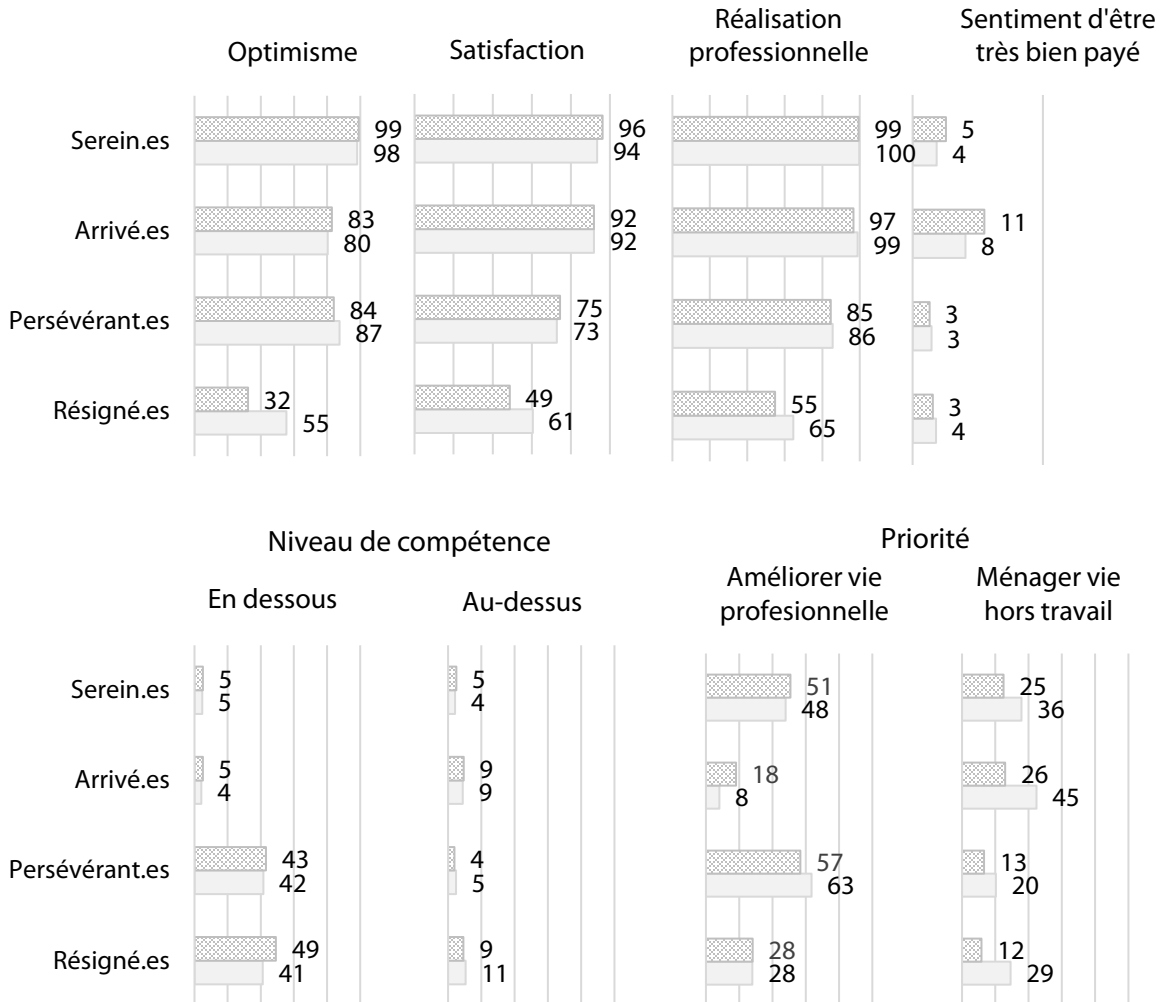 Optimisme
Satisfaction
Réalisation
professionnelle
Sentiment d'être
très bien payé
Serein.es
99
98
96
94
99
100
5
4
Arrivé.es
83
80
92
92
97
99
11
8
Persévérant.es
84
87
75
73
85
86
3
3
Résigné.es
32
55
49
61
55
65
3
4
Niveau de compétence
Priorité
En dessous
Au-dessus
Améliorer vie
profesionnelle
Ménager vie
hors travail
Serein.es
5
5
5
4
51
48
25
36
Arrivé.es
5
4
9
9
18
8
26
45
Persévérant.es
43
42
4
5
57
63
13
20
Résigné.es
49
41
9
11
28
28
12
29